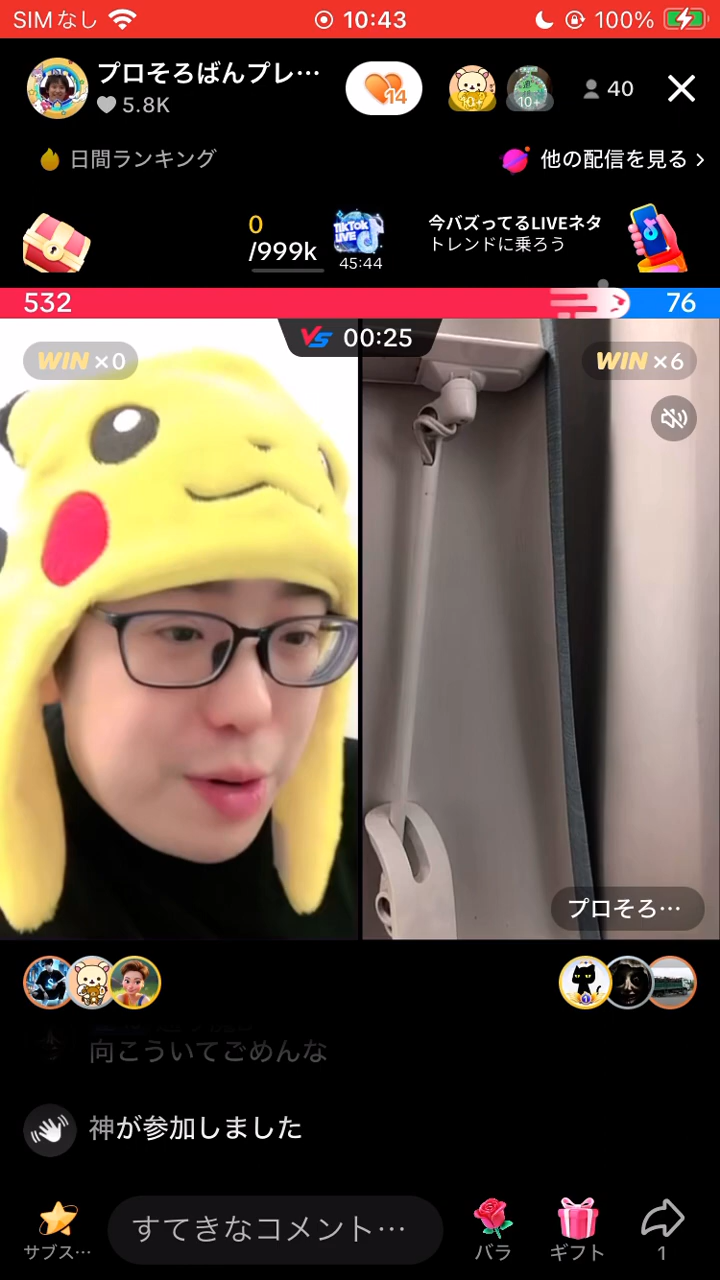 SIMなし
10:43
100%
プロそろばんプレ…
5.8K
14
10+
10+
40
日間ランキング
他の配信を見る
0
/999k
TikTok
LIVE
45:44
今バズってるLIVEネタ
トレンドに乗ろう
532
76
VS 00:25
WIN ×0
WIN ×6
プロそろ…
1
向こういてごめんな
神が参加しました
サブス…
すてきなコメント…
バラ
ギフト
1